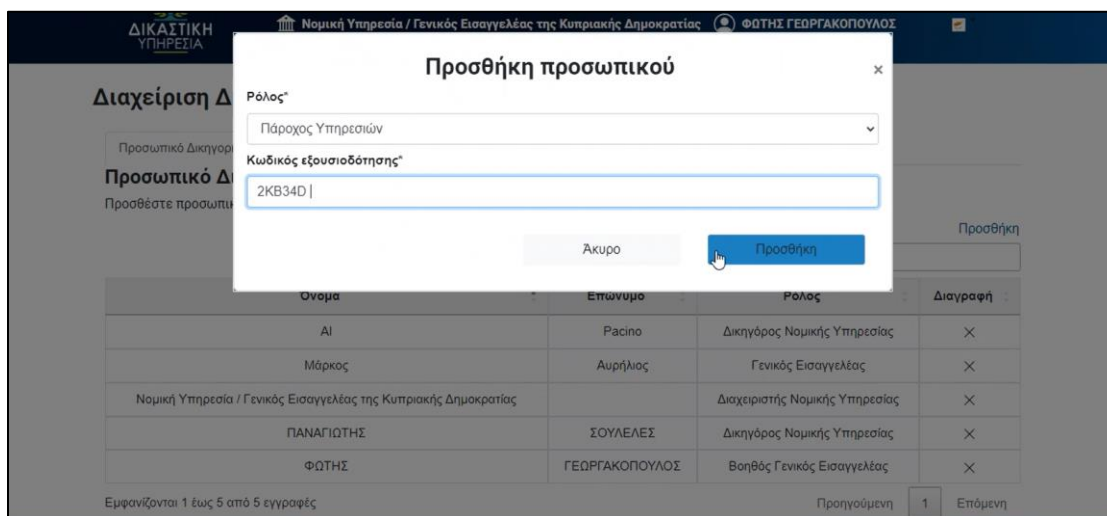 ΔΙΚΑΣΤΙΚΗ
ΥΠΗΡΕΣΙΑ
Νομική Υπηρεσία / Γενικός Εισαγγελέας της Κυπριακής Δημοκρατίας ΦΩΤΗΣ ΓΕΩΡΓΑΚΟΠΟΥΛΟΣ
Προσθήκη προσωπικού ×
Διαχείριση Δ
Ρόλος*
Πάροχος Υπηρεσιών
Προσωπικό Δικηγορι
Κωδικός εξουσιοδότησης*
Προσωπικό Δι
2KB34D
Προσθέστε προσωπικ
Προσθήκη
Άκυρο Προσθήκη
Όνομα Επώνυμο Ρόλος Διαγραφή
Al Pacino Δικηγόρος Νομικής Υπηρεσίας
Μάρκος Αυρήλιος Γενικός Εισαγγελέας
Νομική Υπηρεσία / Γενικός Εισαγγελέας της Κυπριακής Δημοκρατίας Διαχειριστής Νομικής Υπηρεσίας
ΠΑΝΑΓΙΩΤΗΣ ΣΟΥΛΕΛΕΣ Δικηγόρος Νομικής Υπηρεσίας
ΦΩΤΗΣ ΓΕΩΡΓΑΚΟΠΟΥΛΟΣ Βοηθός Γενικός Εισαγγελέας
Εμφανίζονται 1 έως 5 από 5 εγγραφές Προηγούμενη 1 Επόμενη